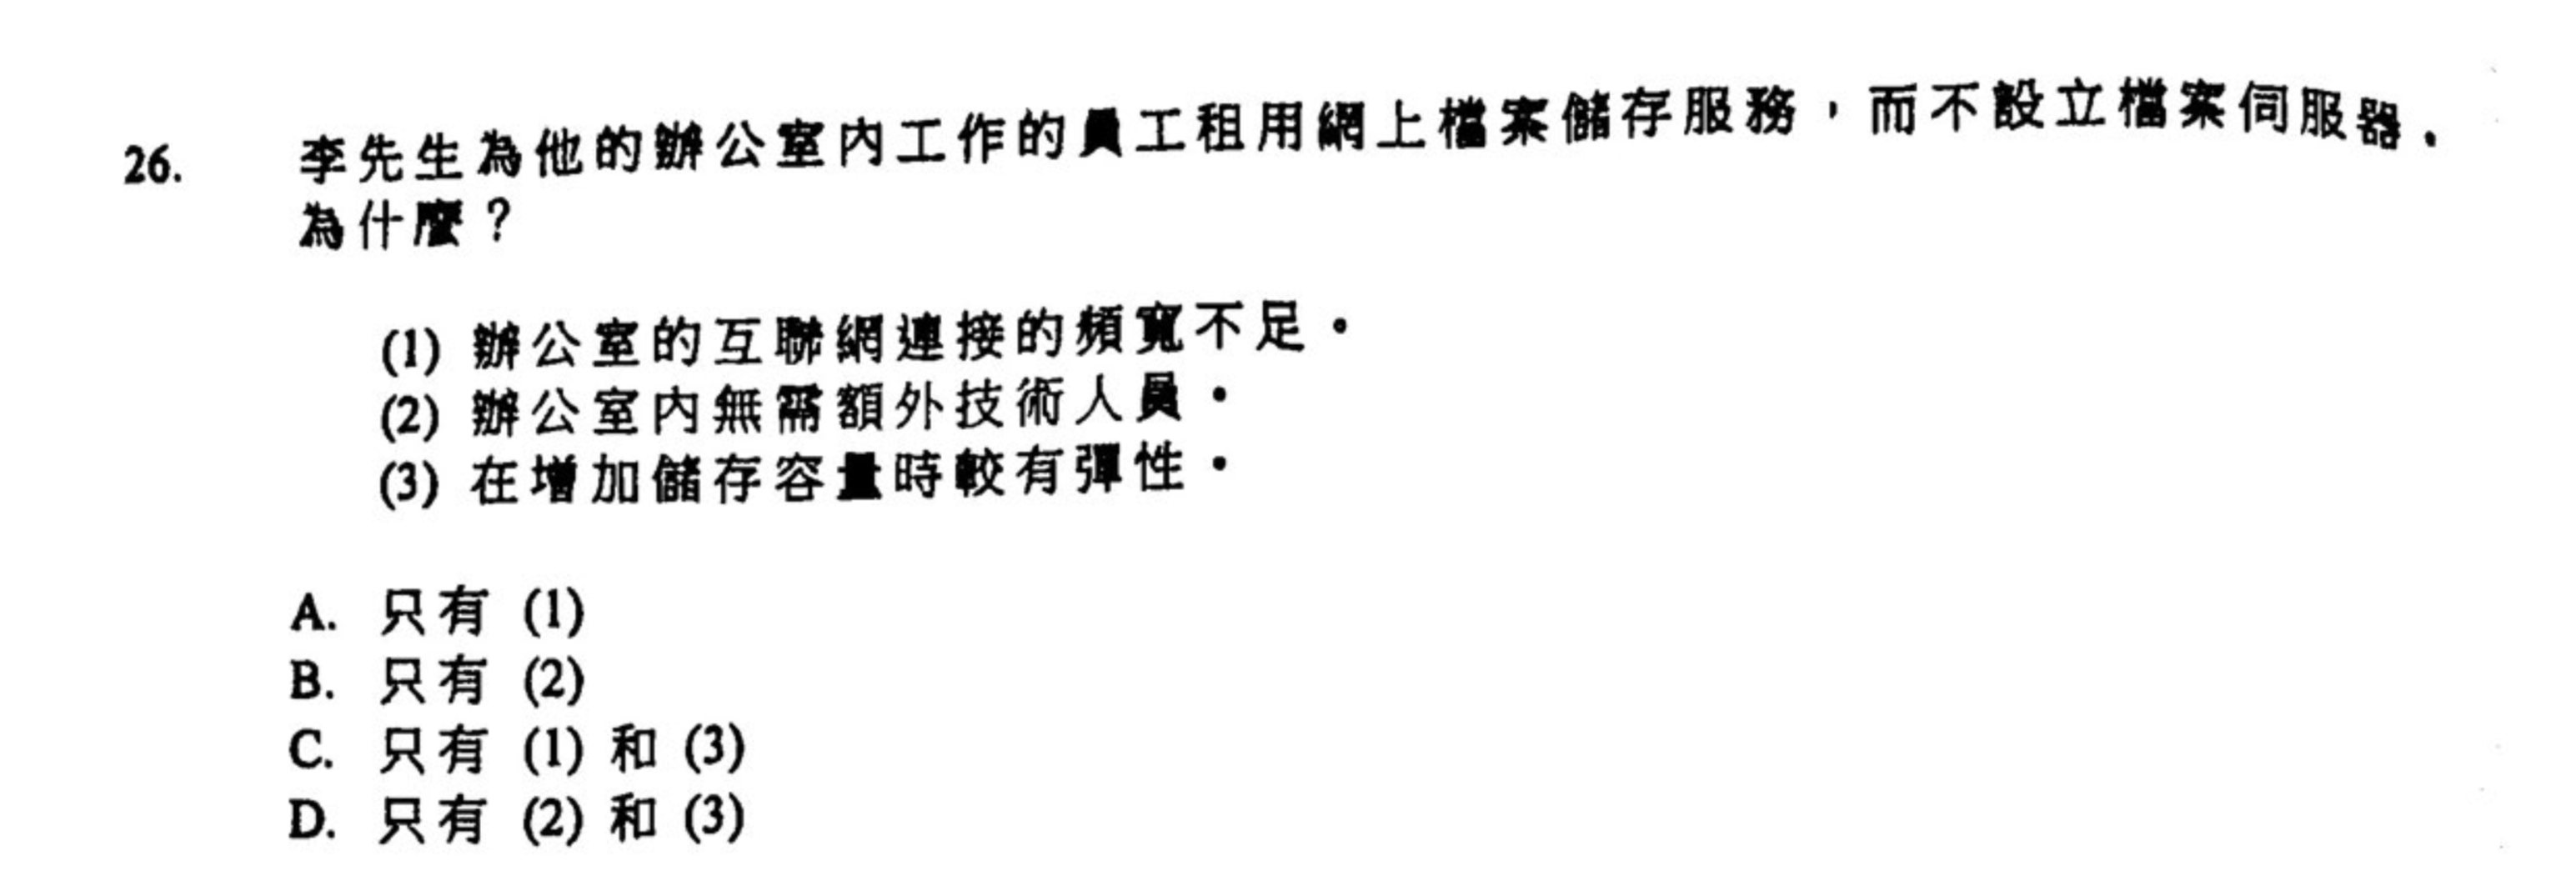 26. 李先生為他的辦公室內工作的員工租用網上檔案儲存服務，而不設立檔案伺服器。
為什麼？
(1) 辦公室的互聯網連接的頻寬不足。
(2) 辦公室內無需額外技術人員。
(3) 在增加儲存容量時較有彈性。
A. 只有 (1)
B. 只有 (2)
C. 只有 (1) 和 (3)
D. 只有 (2) 和 (3)